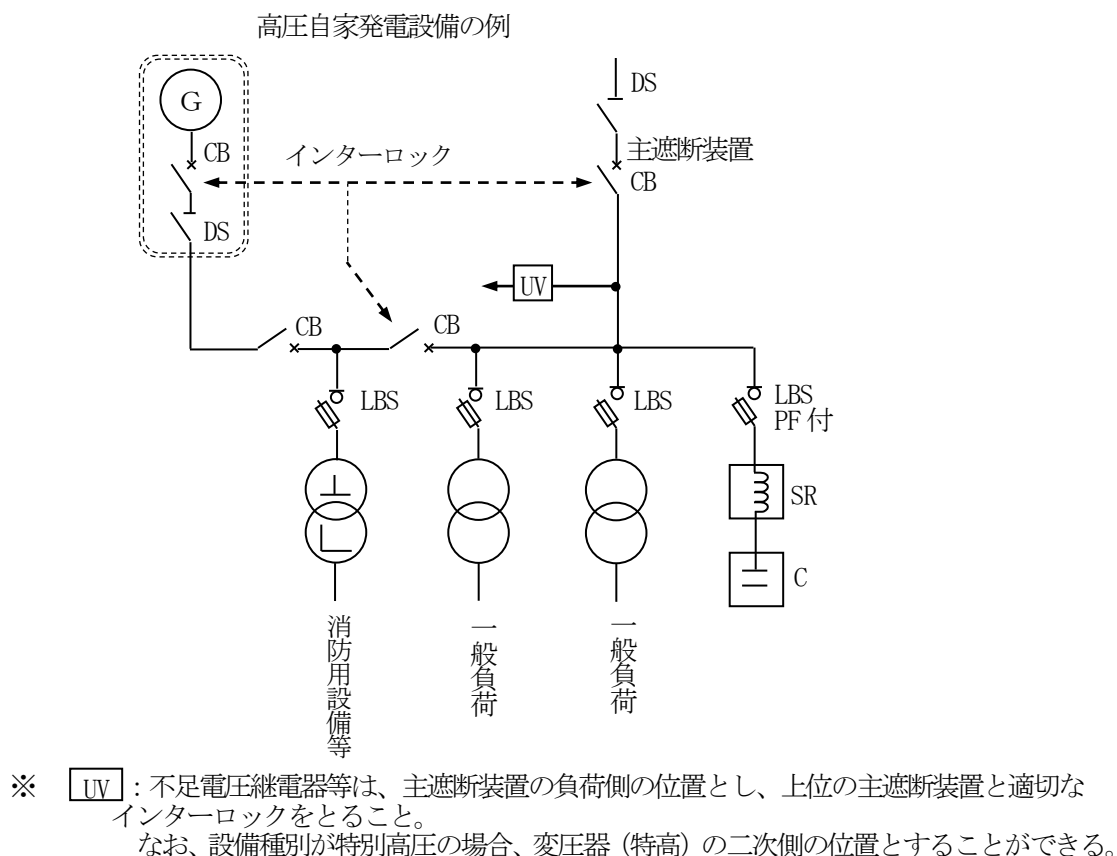 高圧自家発電設備の例
DS
G
CB
インターロック
主遮断装置
CB
DS
UV
CB
CB
LBS
LBS
LBS
LBS
PF付
SR
C
消防用設備等
一般負荷
一般負荷
※ UV:不足電圧継電器等は、主遮断装置の負荷側の位置とし、上位の主遮断装置と適切な
インターロックをとること。
なお、設備種別が特別高圧の場合、変圧器(特高)の二次側の位置とすることができる。